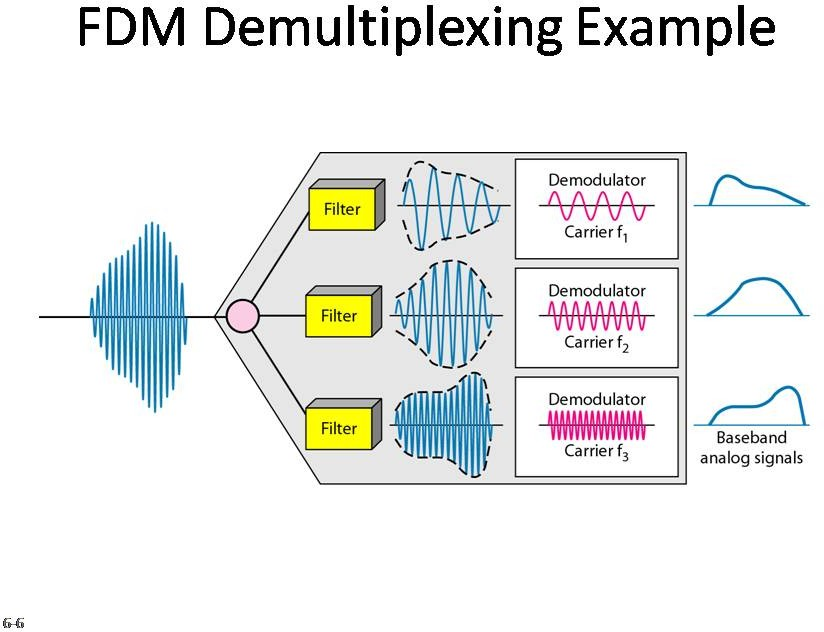 FDM Demultiplexing Example
Filter
Demodulator
Carrier f1
Filter
Demodulator
Carrier f2
Filter
Demodulator
Carrier f3
Baseband
analog signals
6-6